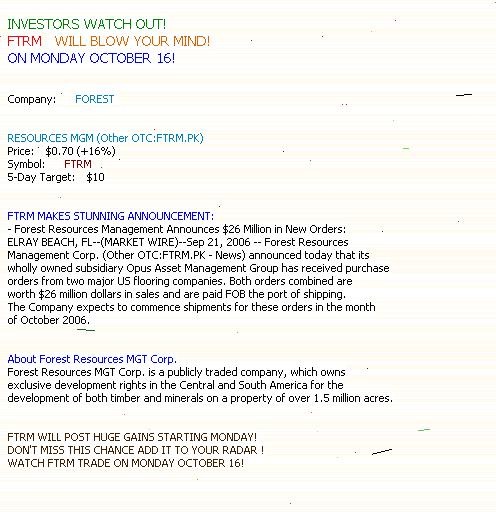 INVESTORS WATCH OUT!
FTRM WILL BLOW YOUR MIND!
ON MONDAY OCTOBER 16!
Company: FOREST
RESOURCES MGM (Other OTC:FTRM.PK)
Price: $0.70 (+16%)
Symbol: FTRM
5-Day Target: $10
FTRM MAKES STUNNING ANNOUNCEMENT:
- Forest Resources Management Announces $26 Million in New Orders:
ELRAY BEACH, FL--(MARKET WIRE)--Sep 21, 2006 -- Forest Resources
Management Corp. (Other OTC:FTRM.PK - News) announced today that its
wholly owned subsidiary Opus Asset Management Group has received purchase
orders from two major US flooring companies. Both orders combined are
worth $26 million dollars in sales and are paid FOB the port of shipping.
The Company expects to commence shipments for these orders in the month
of October 2006.
About Forest Resources MGT Corp.
Forest Resources MGT Corp. is a publicly traded company, which owns
exclusive development rights in the Central and South America for the
development of both timber and minerals on a property of over 1.5 million acres.
FTRM WILL POST HUGE GAINS STARTING MONDAY!
DON'T MISS THIS CHANCE ADD IT TO YOUR RADAR !
WATCH FTRM TRADE ON MONDAY OCTOBER 16!